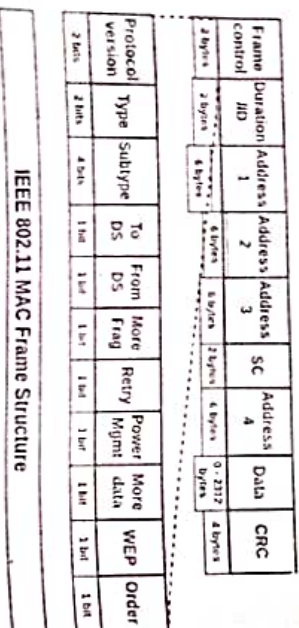 Frame control Duration /ID Address 1 Address 2 Address 3 SC Address 4 Data CRC
2 bytes 2 bytes 6 bytes 6 bytes 6 bytes 2 bytes 6 bytes 0 - 2312 bytes 4 bytes
Protocol version Type Subtype To DS From DS More Frag Retry Power Mgmt More data WEP Order
2 bits 2 bits 4 bits 1 bit 1 bit 1 bit 1 bit 1 bit 1 bit 1 bit 1 bit
IEEE 802.11 MAC Frame Structure